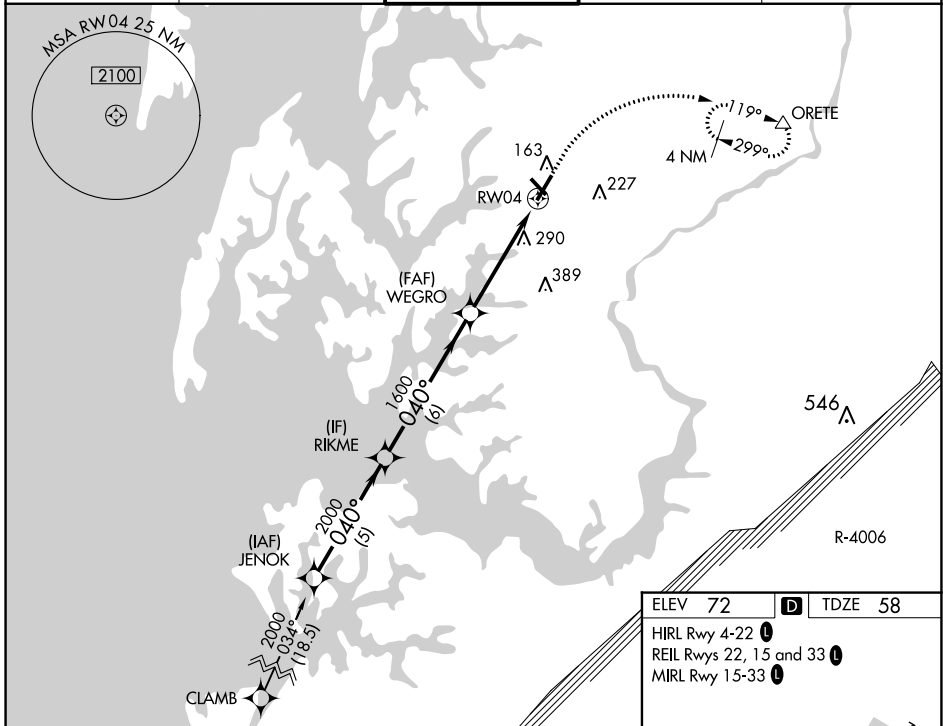 MSA RW04 25 NM
2100
119°
ORETE
4 NM
299°
163
227
RW04
290
389
(FAF)
WEGRO
1600
040°
(6)
546
(IF)
RIKME
2000
040°
(5)
R-4006
(IAF)
JENOK
2000
034°
(18.5)
CLAMB
ELEV 72 D TDZE 58
HIRL Rwy 4-22 L
REIL Rwys 22, 15 and 33 L
MIRL Rwy 15-33 L